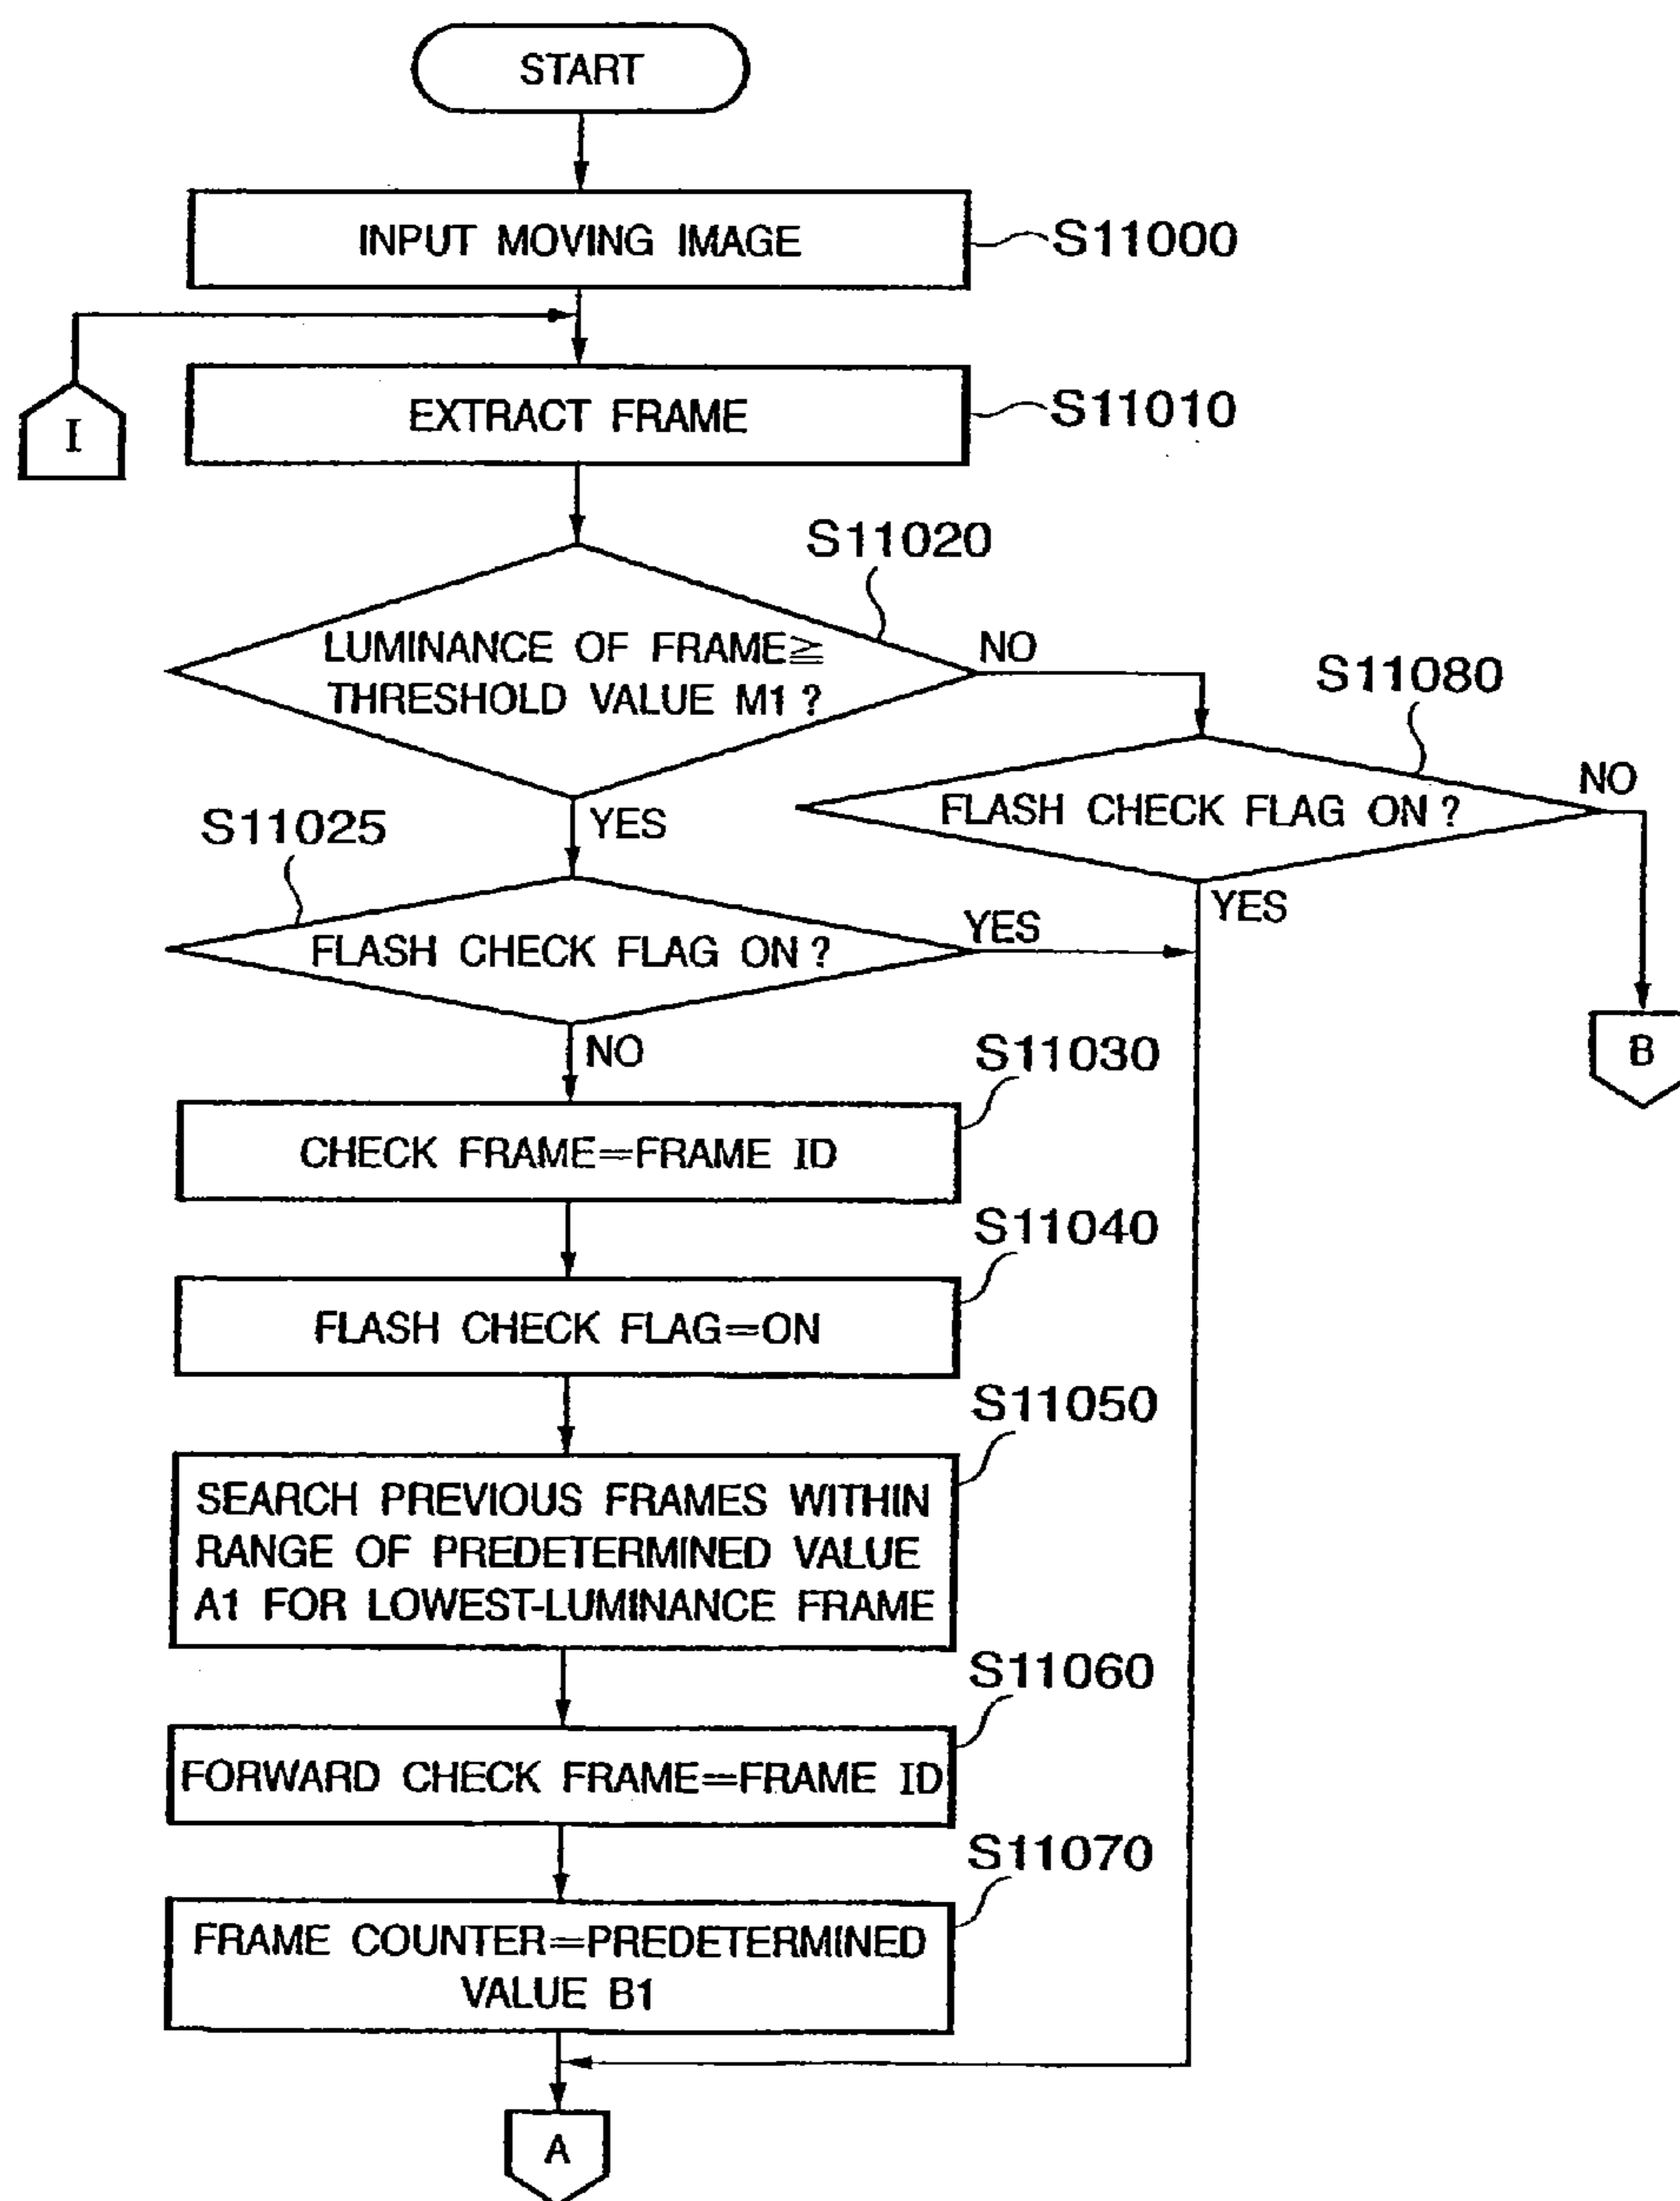 START
INPUT MOVING IMAGE
S11000
I
EXTRACT FRAME
S11010
S11020
LUMINANCE OF FRAME≧
THRESHOLD VALUE M1?
NO
YES
S11080
FLASH CHECK FLAG ON?
NO
YES
B
S11025
FLASH CHECK FLAG ON?
YES
NO
S11030
CHECK FRAME=FRAME ID
S11040
FLASH CHECK FLAG=ON
S11050
SEARCH PREVIOUS FRAMES WITHIN
RANGE OF PREDETERMINED VALUE
A1 FOR LOWEST-LUMINANCE FRAME
S11060
FORWARD CHECK FRAME=FRAME ID
S11070
FRAME COUNTER=PREDETERMINED
VALUE B1
A